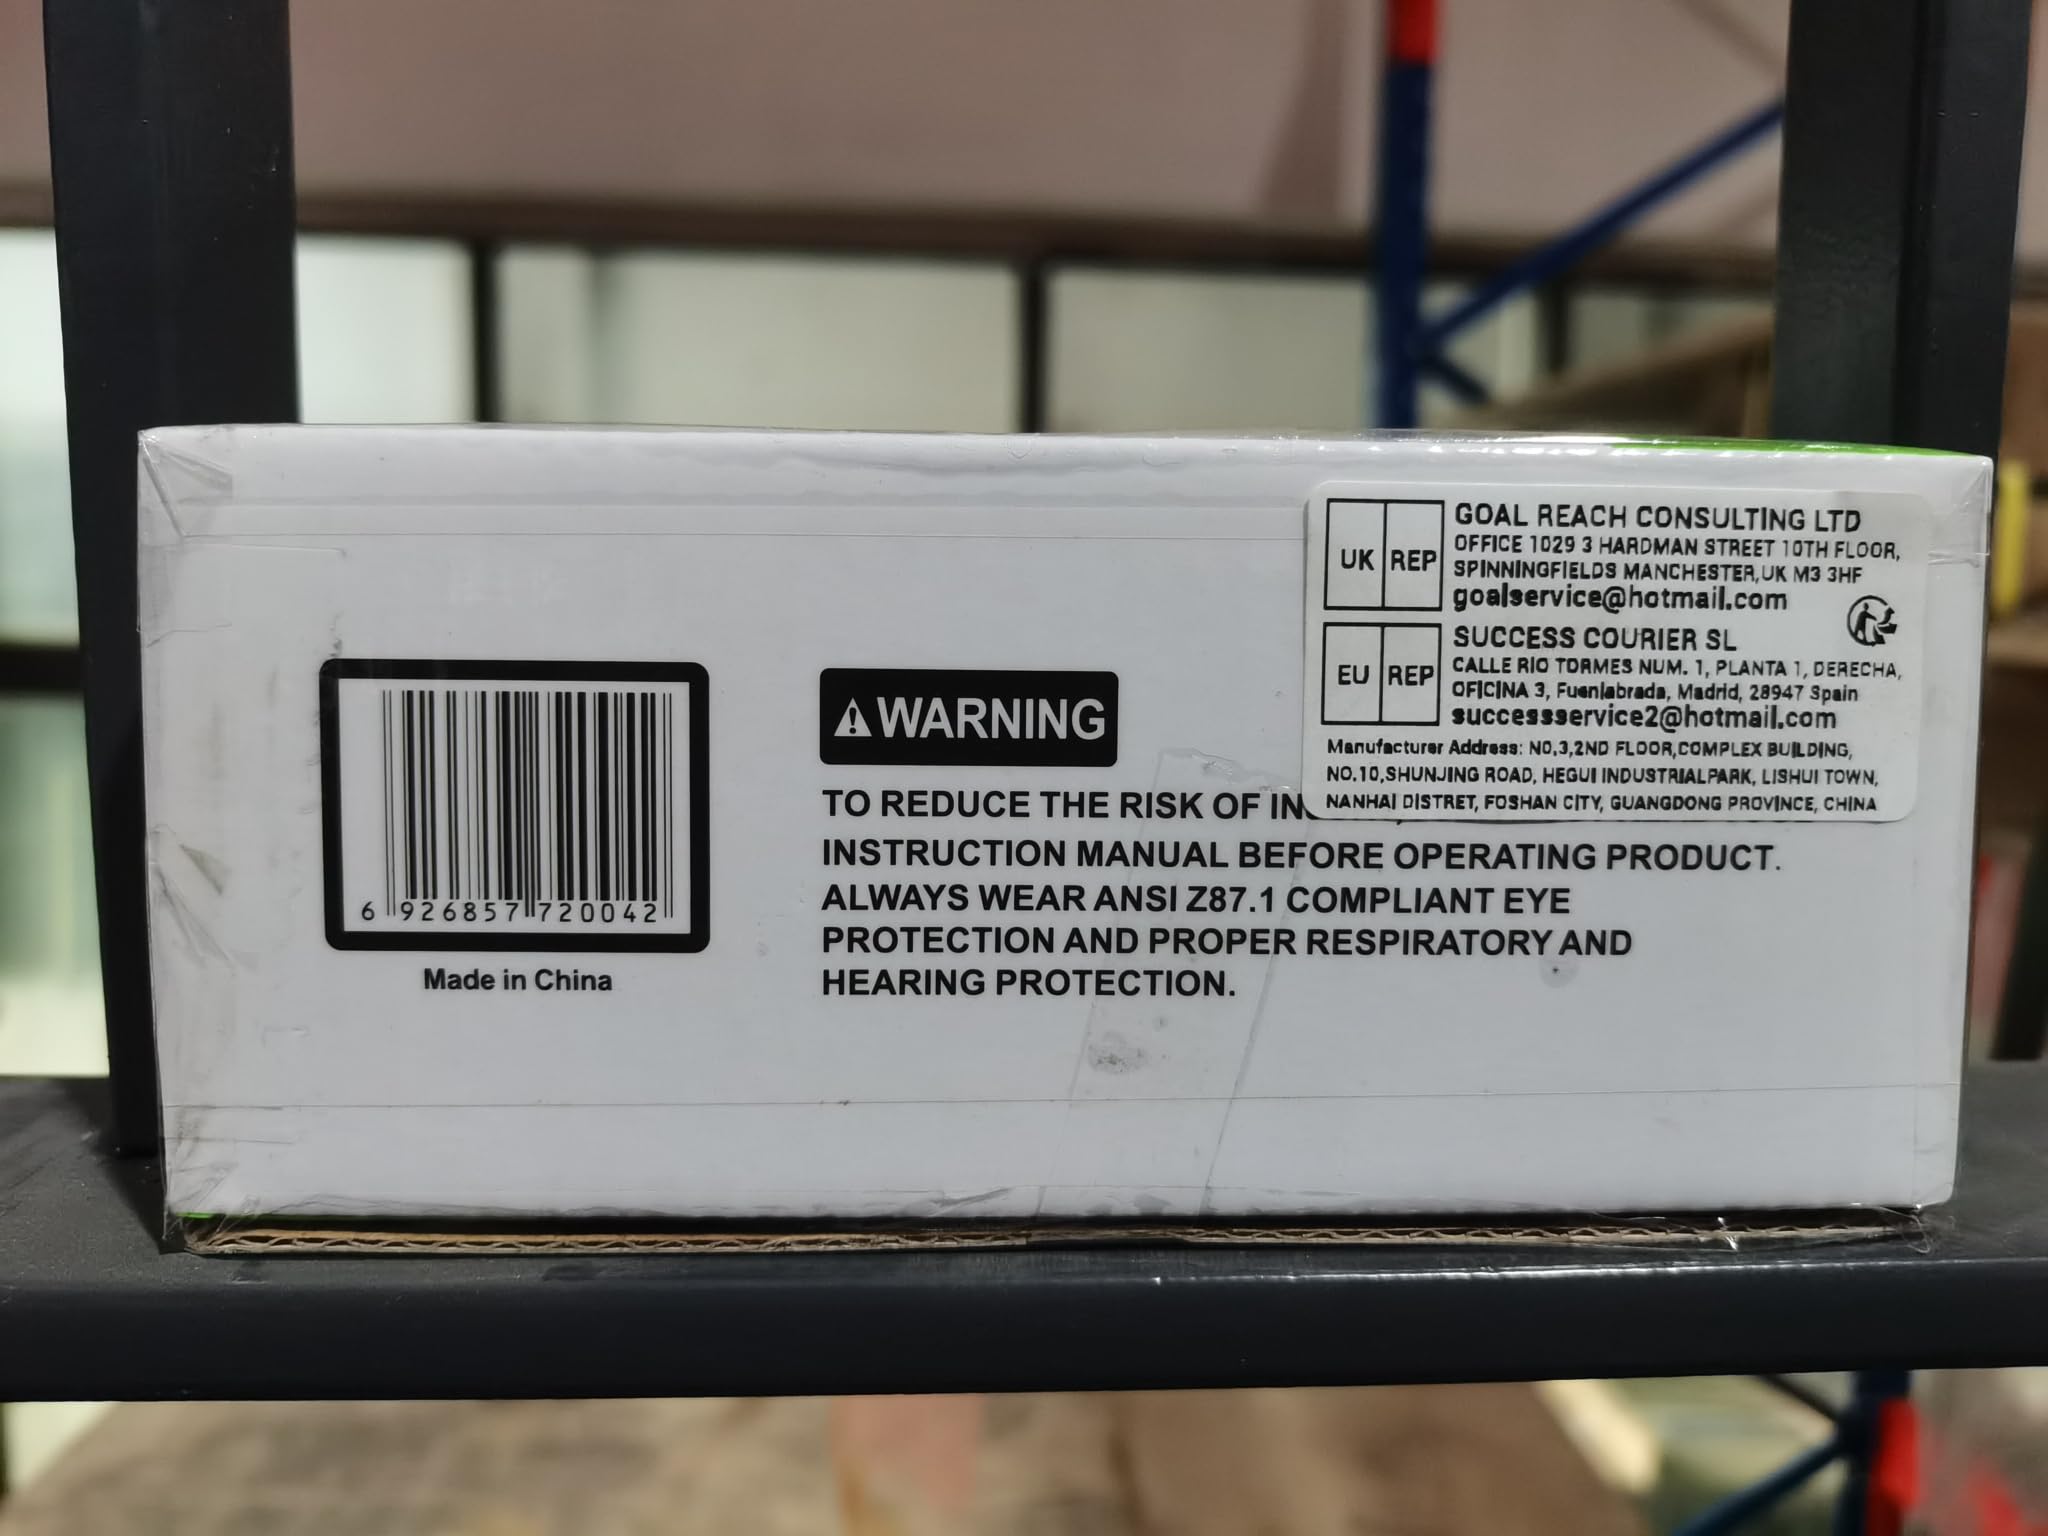 UK REP
GOAL REACH CONSULTING LTD
OFFICE 1029 3 HARDMAN STREET 10TH FLOOR,
SPINNINGFIELDS MANCHESTER,UK M3 3HF
goalservice@hotmail.com
EU REP
SUCCESS COURIER SL
CALLE RIO TORMES NUM. 1, PLANTA 1, DERECHA,
OFICINA 3, Fuenlabrada, Madrid, 28947 Spain
successservice2@hotmail.com
Manufacturer Address: NO,3,2ND FLOOR,COMPLEX BUILDING,
NO.10,SHUNJING ROAD, HEGUI INDUSTRIALPARK, LISHUI TOWN,
NANHAI DISTRET, FOSHAN CITY, GUANGDONG PROVINCE, CHINA
6 926857 720042
Made in China
WARNING
TO REDUCE THE RISK OF
INSTRUCTION MANUAL BEFORE OPERATING PRODUCT.
ALWAYS WEAR ANSI Z87.1 COMPLIANT EYE
PROTECTION AND PROPER RESPIRATORY AND
HEARING PROTECTION.